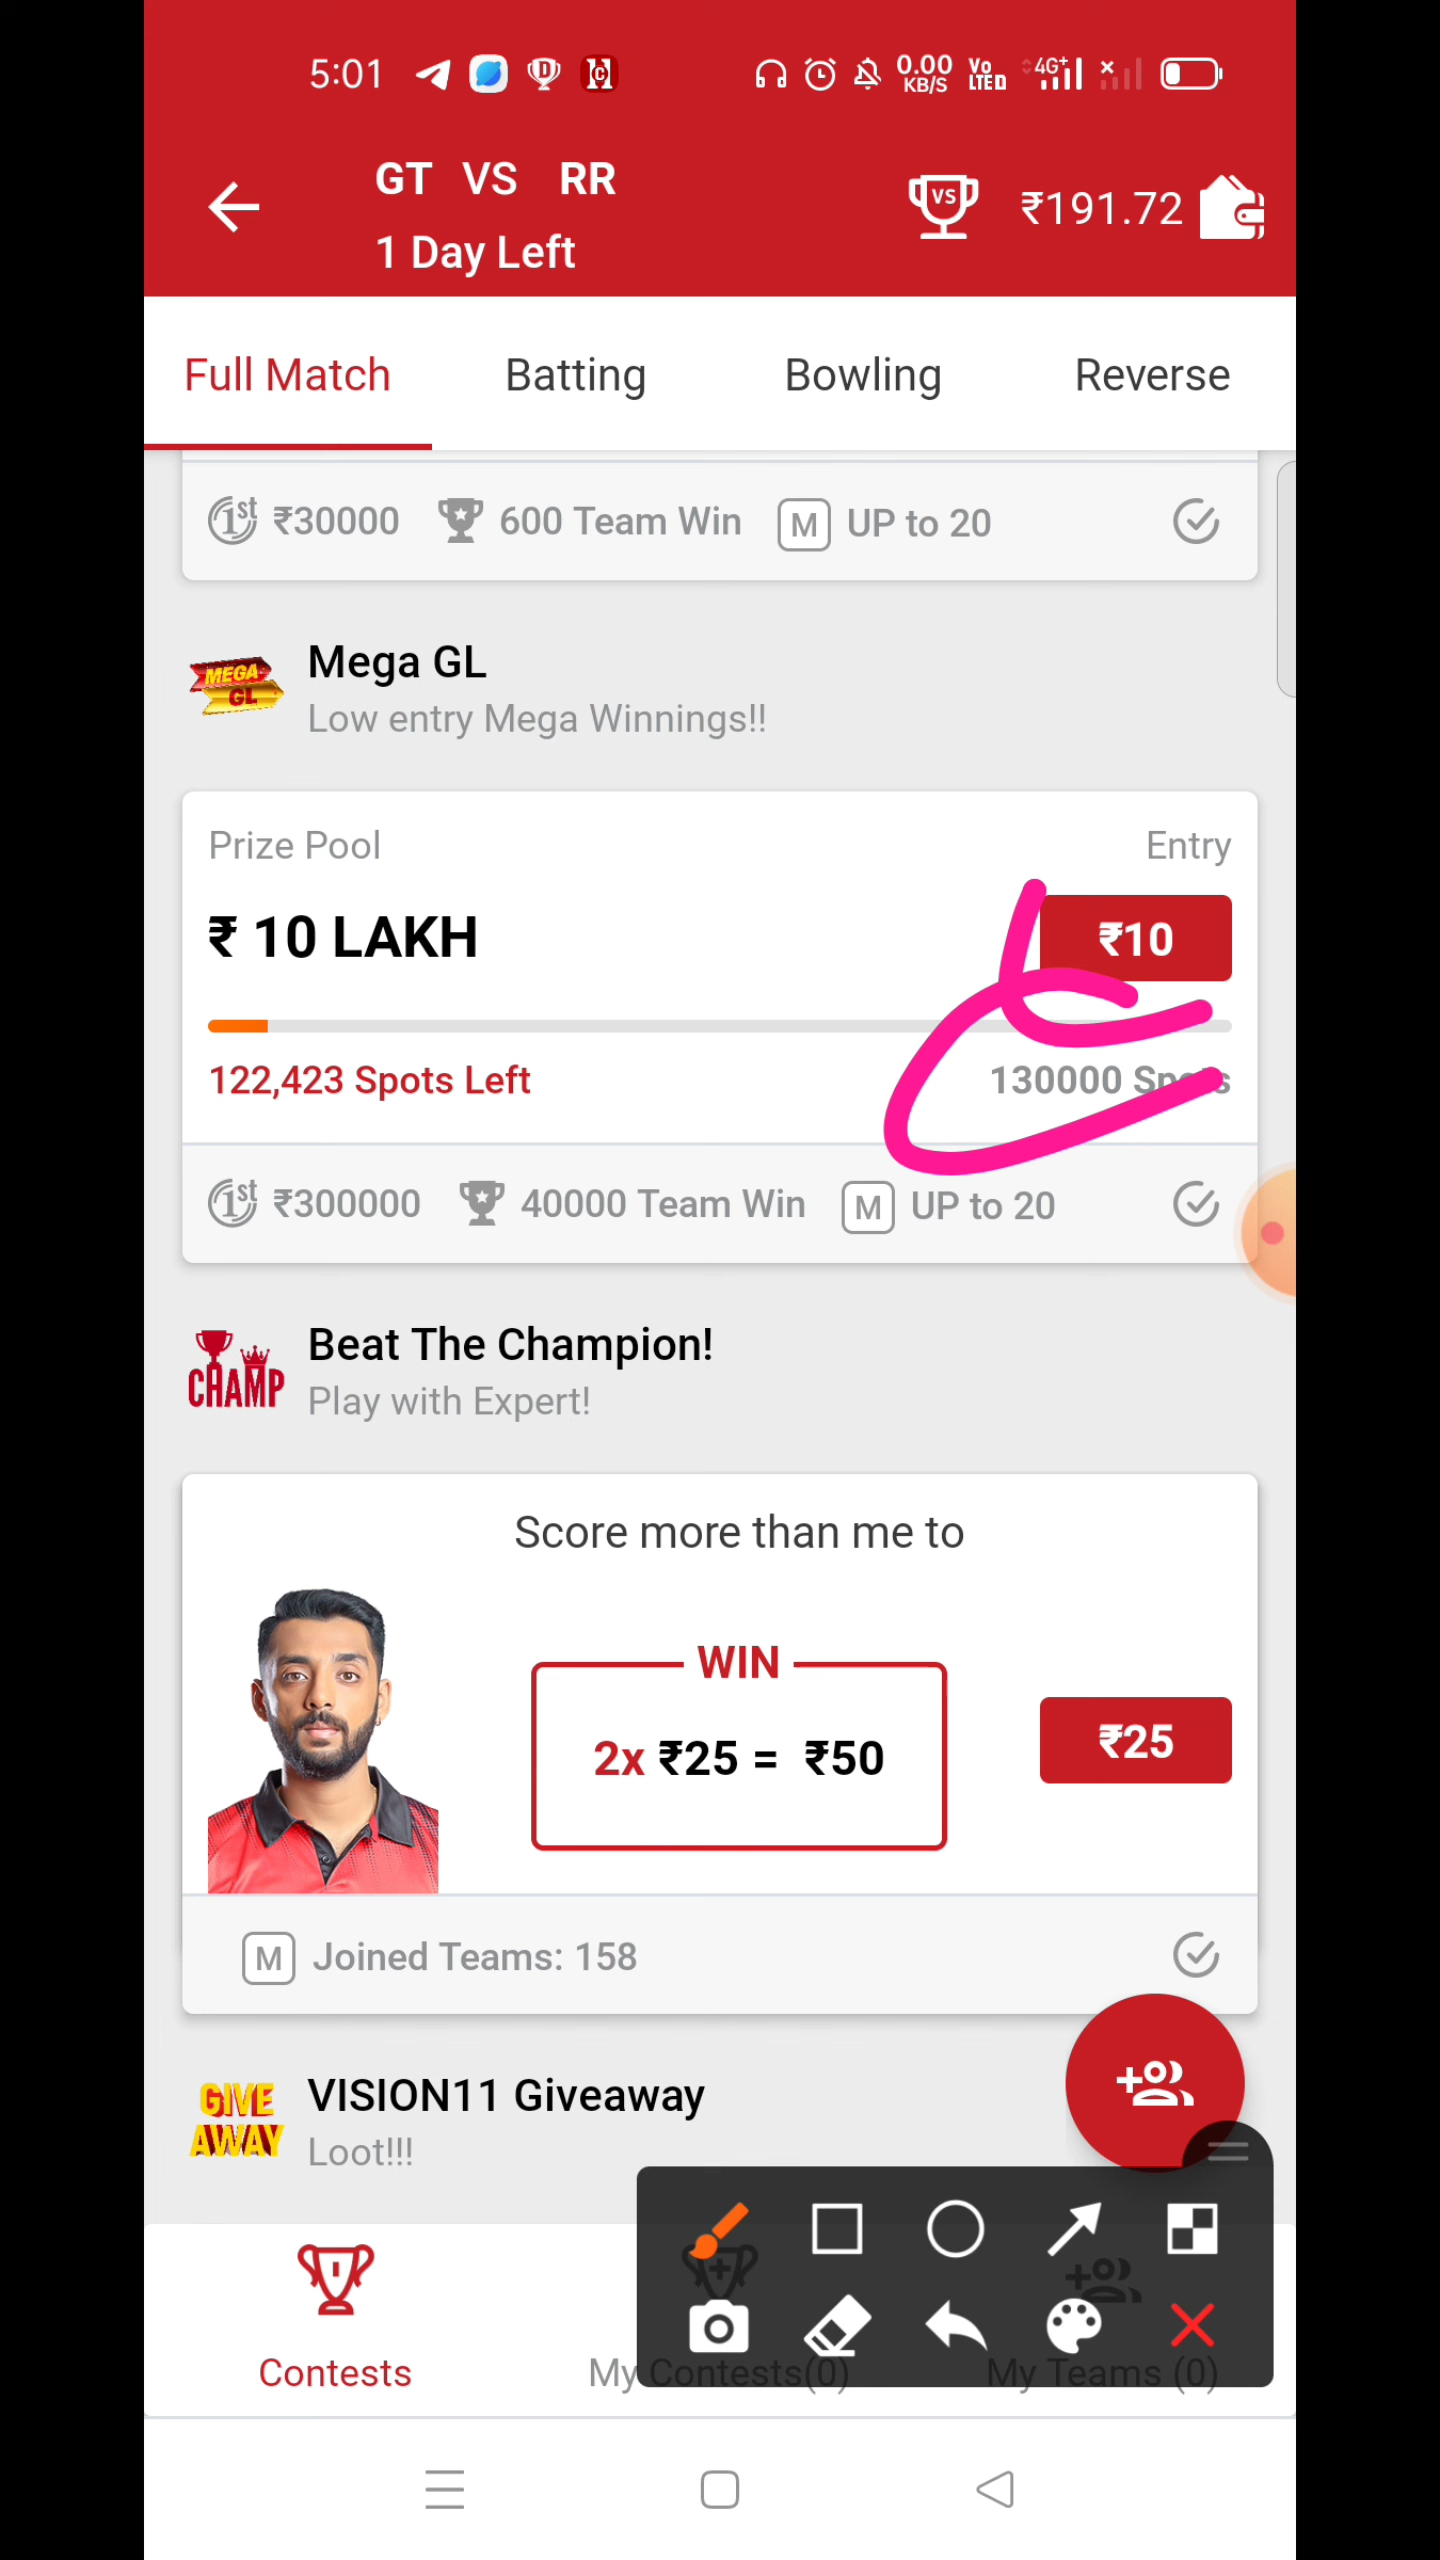 5:01 0.00 KB/S Vo LTED 4G+
GT VS RR
1 Day Left
VS ₹191.72
Full Match Batting Bowling Reverse
1st ₹30000 600 Team Win M UP to 20
MEGA GL
Mega GL
Low entry Mega Winnings!!
Prize Pool Entry
₹ 10 LAKH ₹10
122,423 Spots Left 130000 Spots
1st ₹300000 40000 Team Win M UP to 20
CHAMP
Beat The Champion!
Play with Expert!
Score more than me to
WIN
2x ₹25 = ₹50 ₹25
M Joined Teams: 158
GIVE AWAY
VISION11 Giveaway
Loot!!!
Contests My Contests(0) My Teams (0)